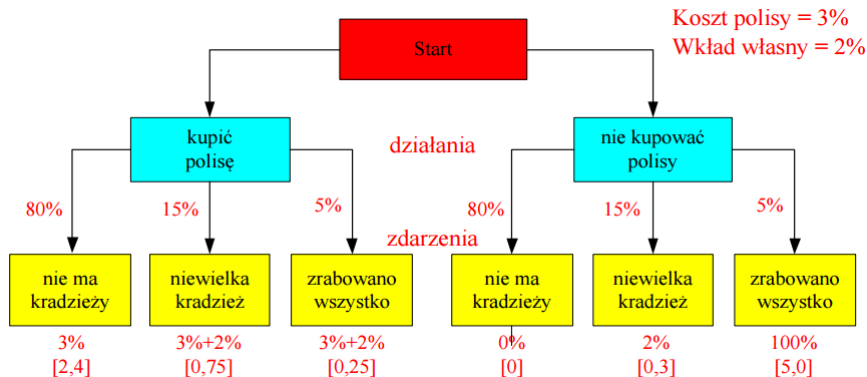 Koszt polisy = 3%
Wkład własny = 2%
Start
kupić
polisę
działania
nie kupować
polisy
80%
15%
5%
80%
15%
5%
zdarzenia
nie ma
kradzieży
niewielka
kradzież
zrabowano
wszystko
nie ma
kradzieży
niewielka
kradzież
zrabowano
wszystko
3%
3%+2%
3%+2%
0%
2%
100%
[2,4]
[0,75]
[0,25]
[0]
[0,3]
[5,0]